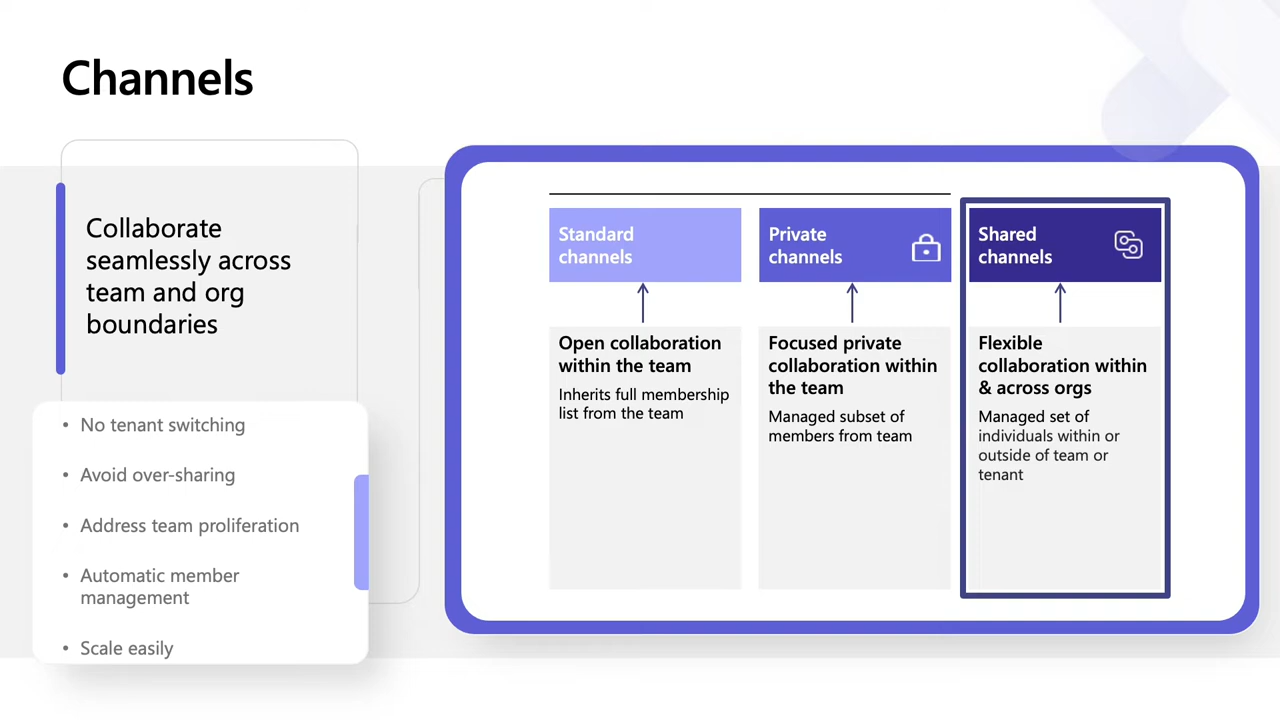 Channels
Collaborate
seamlessly across
team and org
boundaries
• No tenant switching
• Avoid over-sharing
• Address team proliferation
• Automatic member
management
• Scale easily
Standard
channels
Open collaboration
within the team
Inherits full membership
list from the team
Private
channels
Focused private
collaboration within
the team
Managed subset of
members from team
Shared
channels
Flexible
collaboration within
& across orgs
Managed set of
individuals within or
outside of team or
tenant